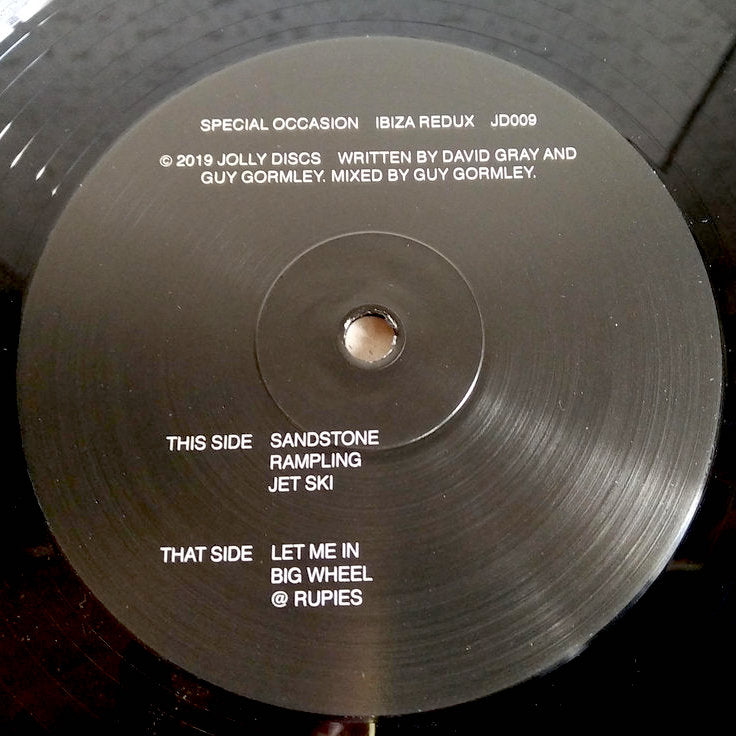 SPECIAL OCCASION IBIZA REDUX JD009
© 2019 JOLLY DISCS WRITTEN BY DAVID GRAY AND
GUY GORMLEY. MIXED BY GUY GORMLEY.
THIS SIDE SANDSTONE
RAMPLING
JET SKI
THAT SIDE LET ME IN
BIG WHEEL
@ RUPIES